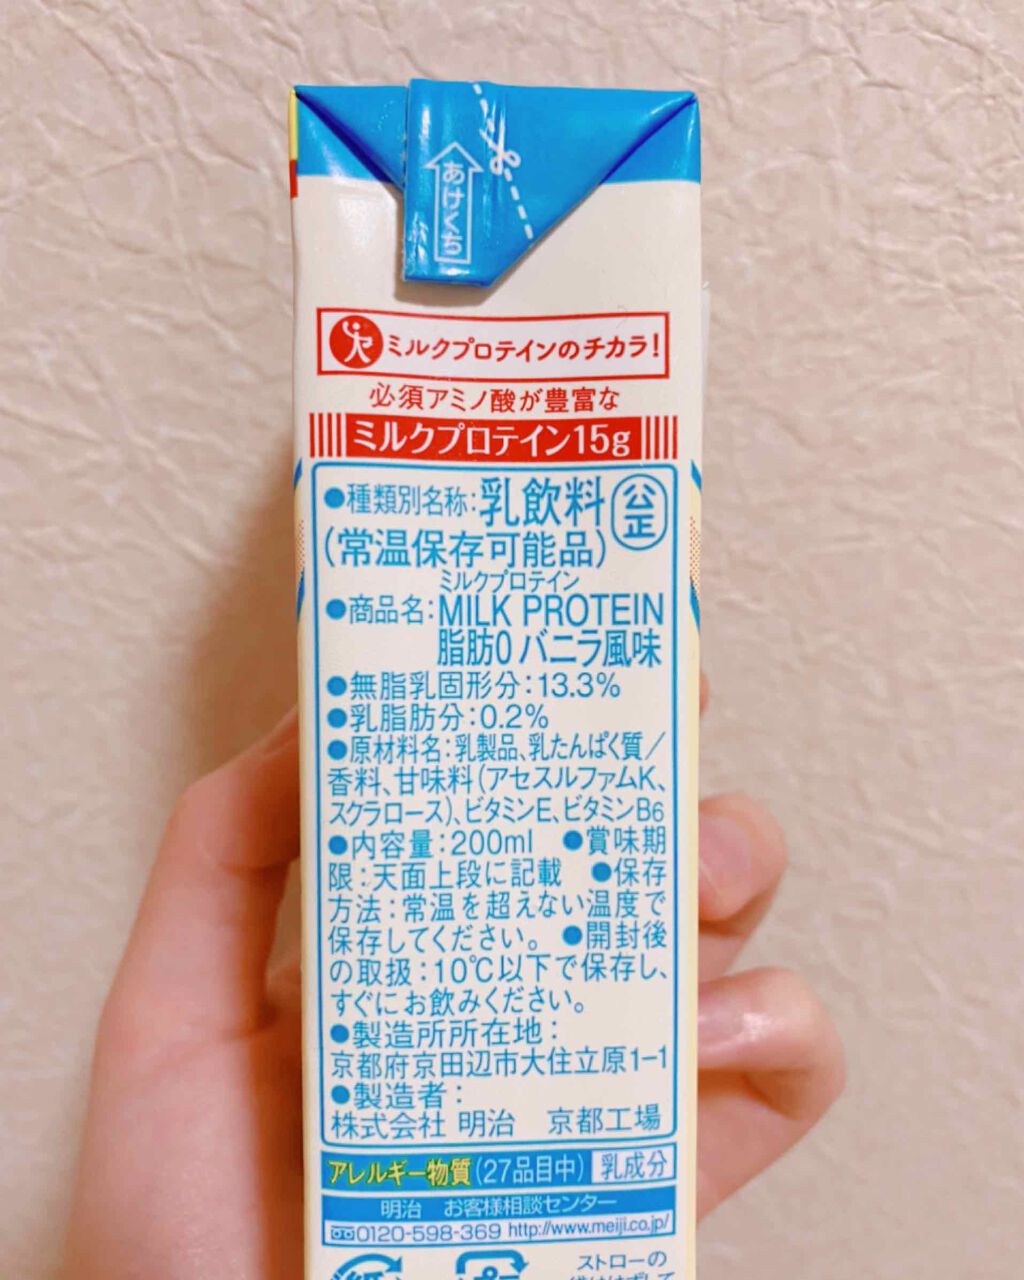 あけくち
ミルクプロテインのチカラ!
必須アミノ酸が豊富な
ミルクプロテイン15g
●種類別名称:乳飲料 公正
(常温保存可能品)
ミルクプロテイン
●商品名:MILK PROTEIN
脂肪0 バニラ風味
●無脂乳固形分:13.3%
●乳脂肪分:0.2%
●原材料名:乳製品、乳たんぱく質/
香料、甘味料(アセスルファムK、
スクラロース)、ビタミンE、ビタミンB6
●内容量:200ml ●賞味期
限:天面上段に記載 ●保存
方法:常温を超えない温度で
保存してください。 ●開封後
の取扱:10℃以下で保存し、
すぐにお飲みください。
●製造所所在地:
京都府京田辺市大住立原1-1
●製造者:
株式会社 明治 京都工場
アレルギー物質(27品目中) 乳成分
明治 お客様相談センター
0120-598-369 http://www.meiji.co.jp/
ストローの